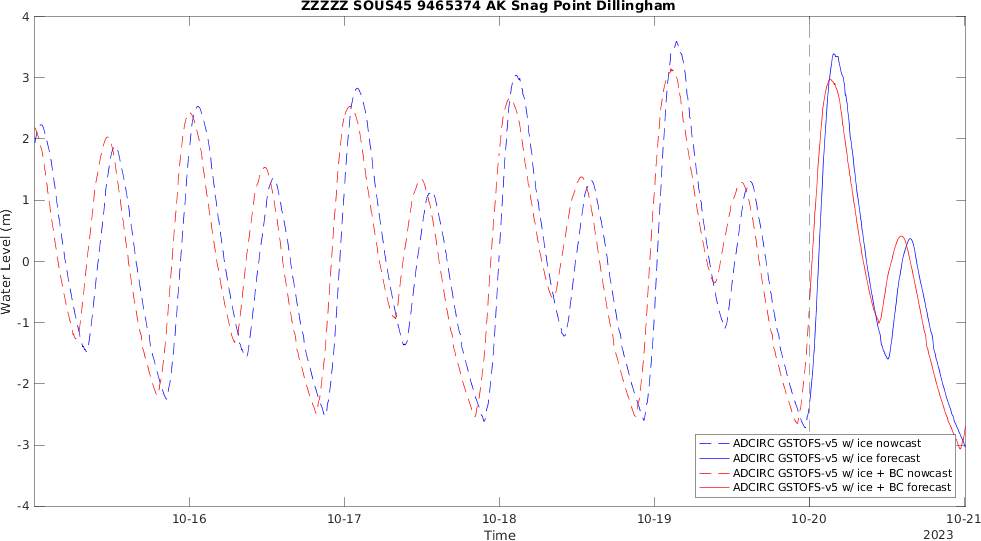 ZZZZZ SOUS45 9465374 AK Snag Point Dillingham
4
3
2
1
0
-1
-2
-3
-4
Water Level (m)
10-16
10-17
10-18
10-19
10-20
10-21
Time
2023
ADCIRC GSTOFS-v5 w/ ice nowcast
ADCIRC GSTOFS-v5 w/ ice forecast
ADCIRC GSTOFS-v5 w/ ice + BC nowcast
ADCIRC GSTOFS-v5 w/ ice + BC forecast